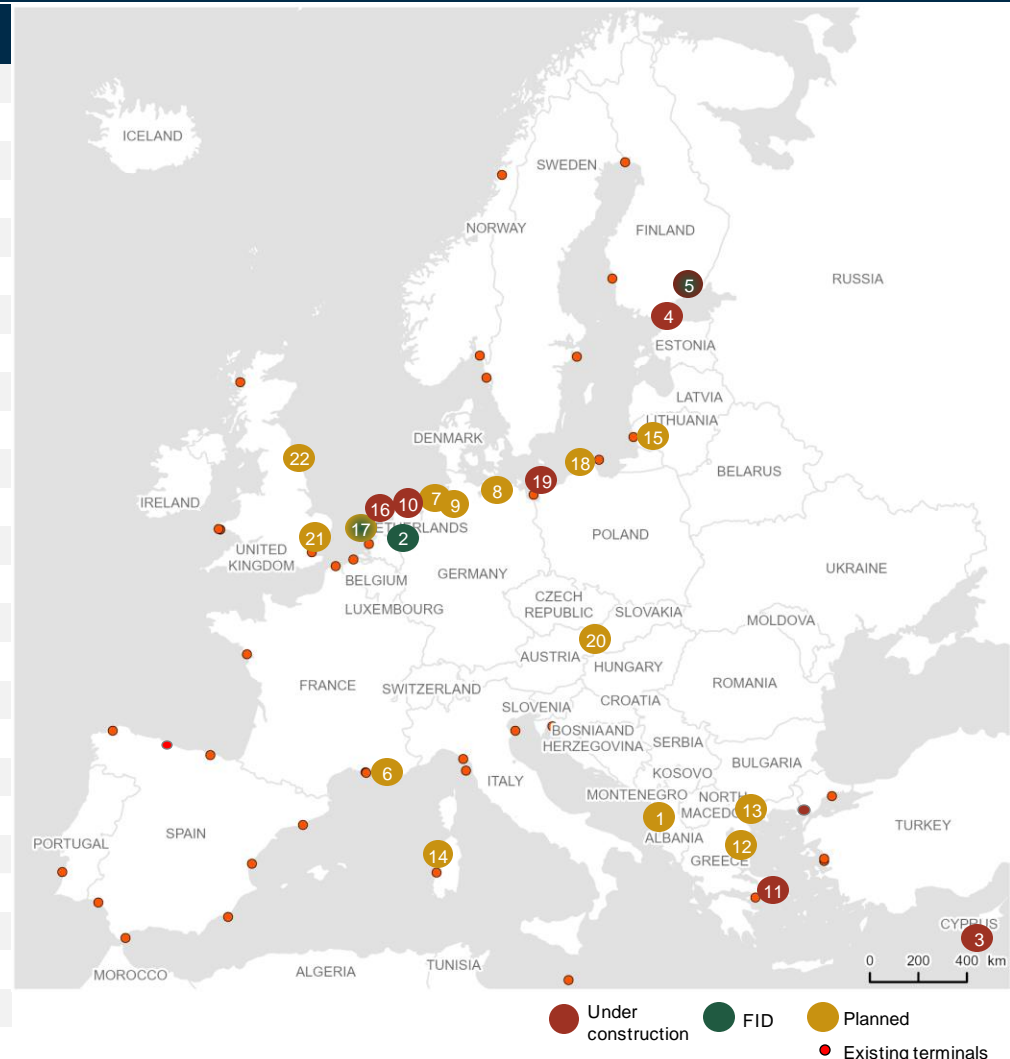 ICELAND
SWEDEN
NORWAY
FINLAND
RUSSIA
5
4
ESTONIA
LATVIA
LITHUANIA
DENMARK
15
22
18
BELARUS
19
8
7
9
10
16
IRELAND
17
ETHERLANDS
2
21
POLAND
UNITED
KINGDOM
BELGIUM
GERMANY
UKRAINE
CZECH
REPUBLIC
SLOVAKIA
LUXEMBOURG
MOLDOVA
20
AUSTRIA
HUNGARY
FRANCE
SWITZERLAND
ROMANIA
CROATIA
SLOVENIA
BOSNIAAND
HERZEGOVINA
SERBIA
BULGARIA
KOSOVO
6
ITALY
MONTENEGRO
NORTH
MACEDO
13
1
TURKEY
SPAIN
PORTUGAL
ALBANIA
12
GREECE
14
11
CYPRUS
3
TUNISIA
ALGERIA
MOROCCO
0 200 400 km
Under
construction
FID
Planned
Existing terminals